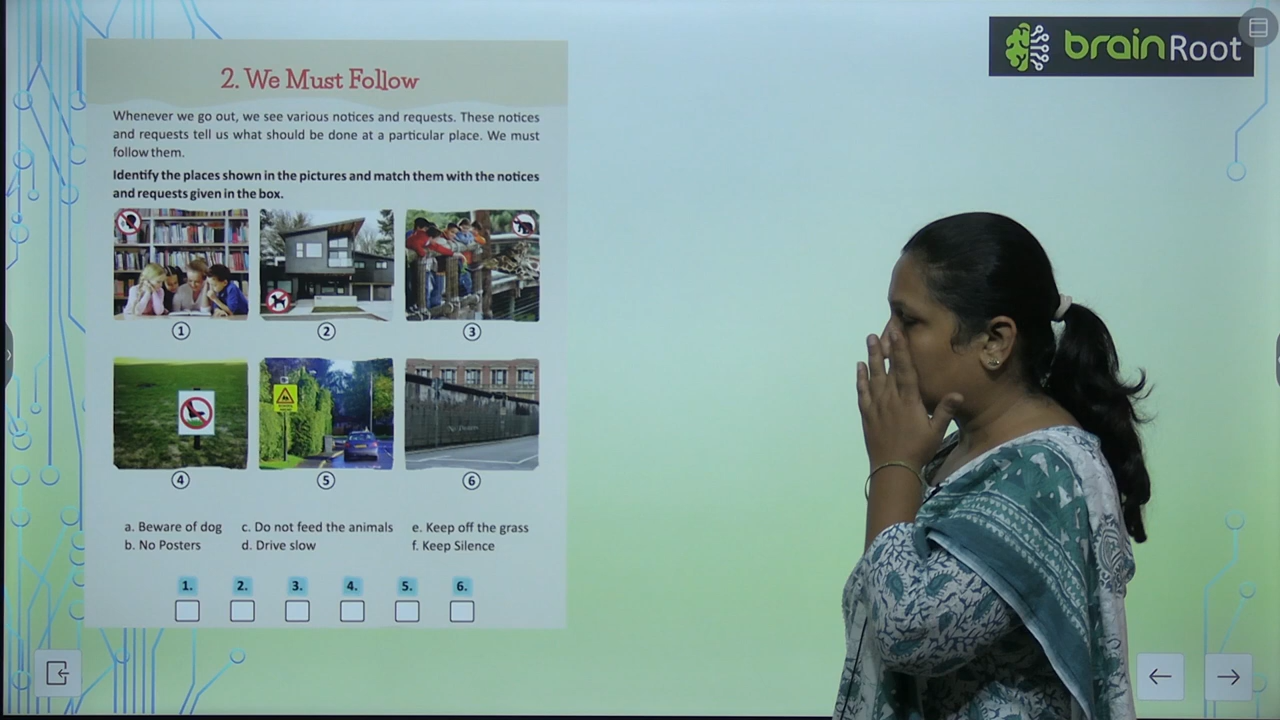 brainRoot
2. We Must Follow
Whenever we go out, we see various notices and requests. These notices
and requests tell us what should be done at a particular place. We must
follow them.
Identify the places shown in the pictures and match them with the notices
and requests given in the box.
1 2 3
No Posters
4 5 6
a. Beware of dog c. Do not feed the animals e. Keep off the grass
b. No Posters d. Drive slow f. Keep Silence
1. 2. 3. 4. 5. 6.